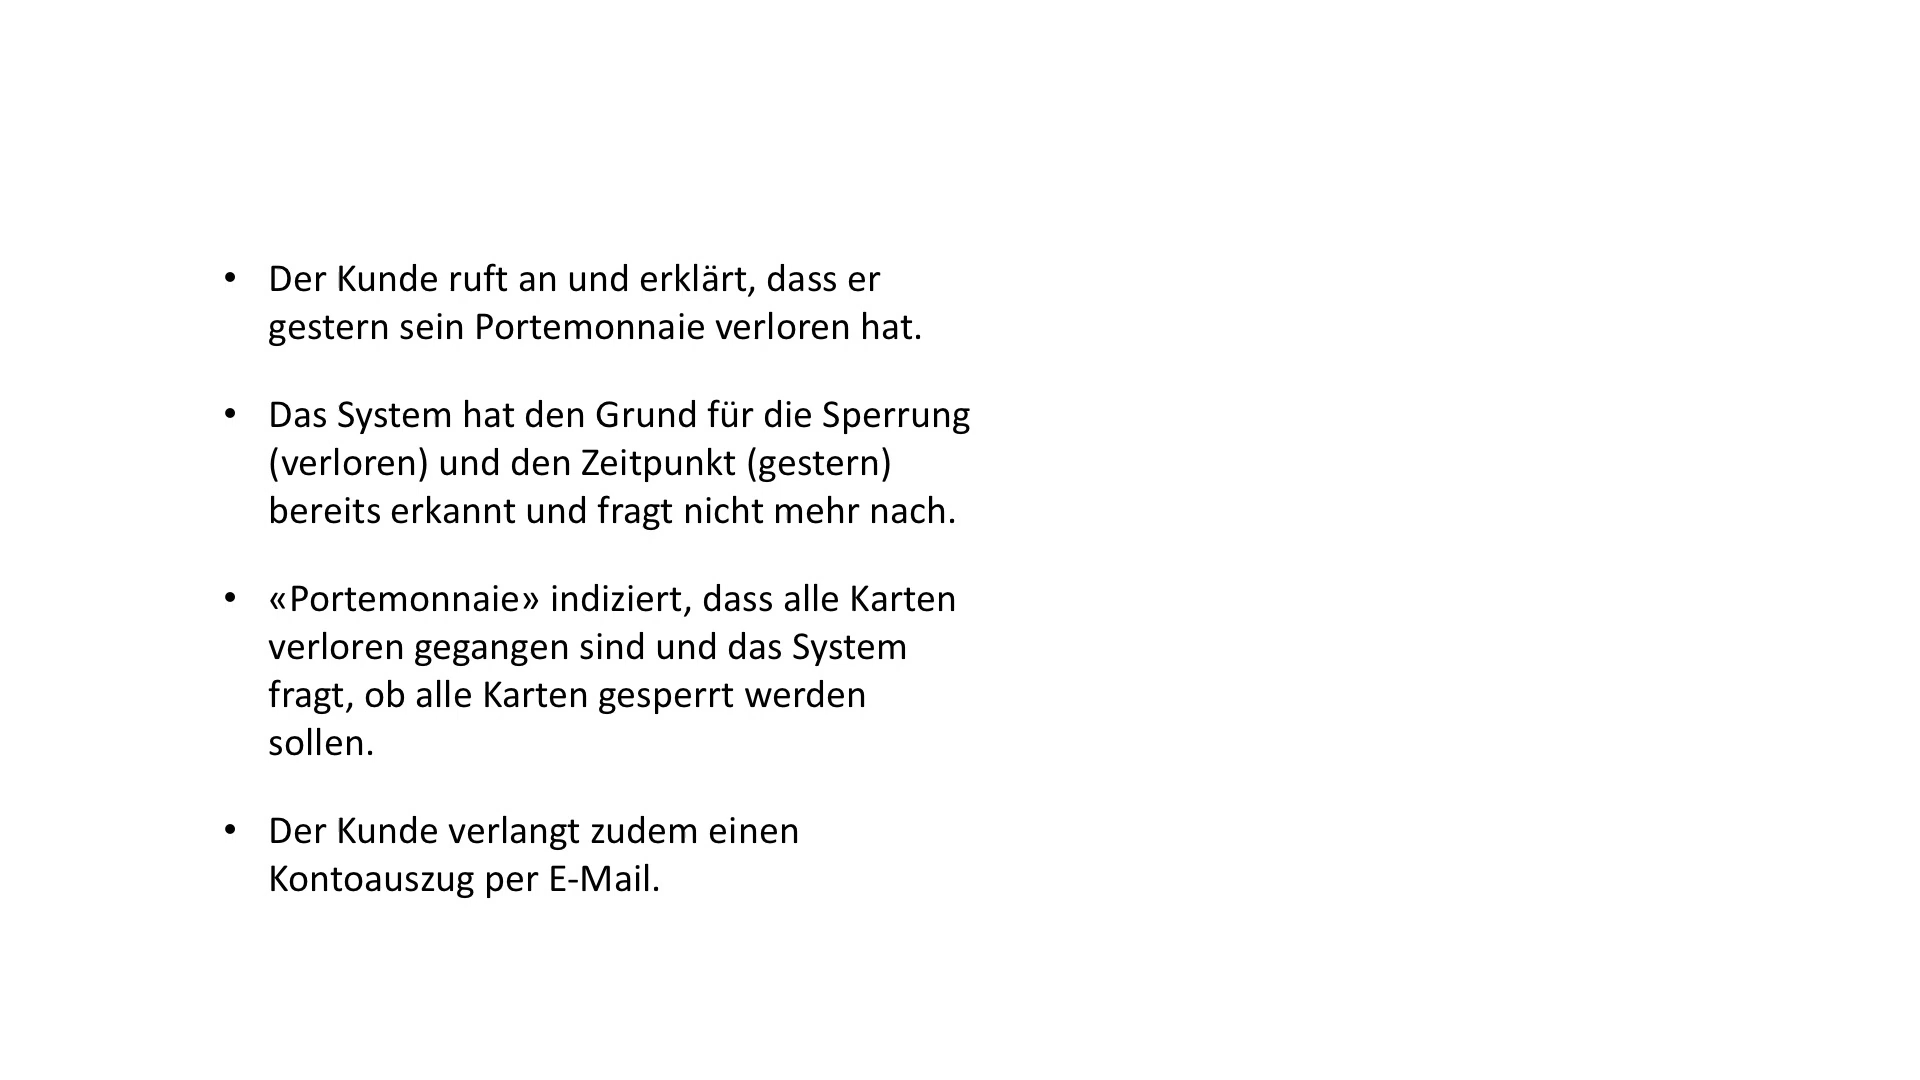 • Der Kunde ruft an und erklärt, dass er
gestern sein Portemonnaie verloren hat.
• Das System hat den Grund für die Sperrung
(verloren) und den Zeitpunkt (gestern)
bereits erkannt und fragt nicht mehr nach.
• «Portemonnaie» indiziert, dass alle Karten
verloren gegangen sind und das System
fragt, ob alle Karten gesperrt werden
sollen.
• Der Kunde verlangt zudem einen
Kontoauszug per E-Mail.